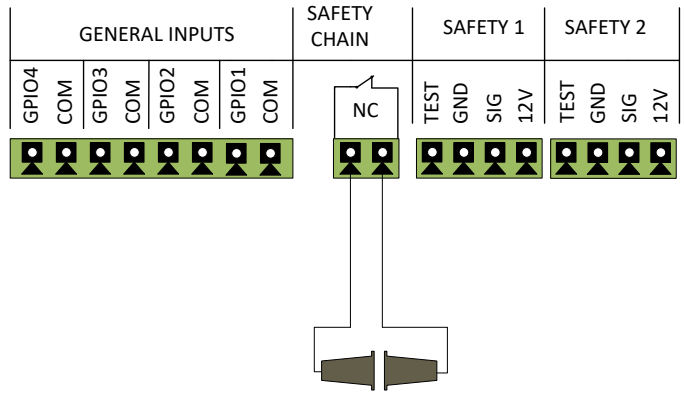 GENERAL INPUTS
SAFETY
CHAIN
SAFETY 1
SAFETY 2
GPIO4
COM
GPIO3
COM
GPIO2
COM
GPIO1
COM
NC
TEST
GND
SIG
12V
TEST
GND
SIG
12V